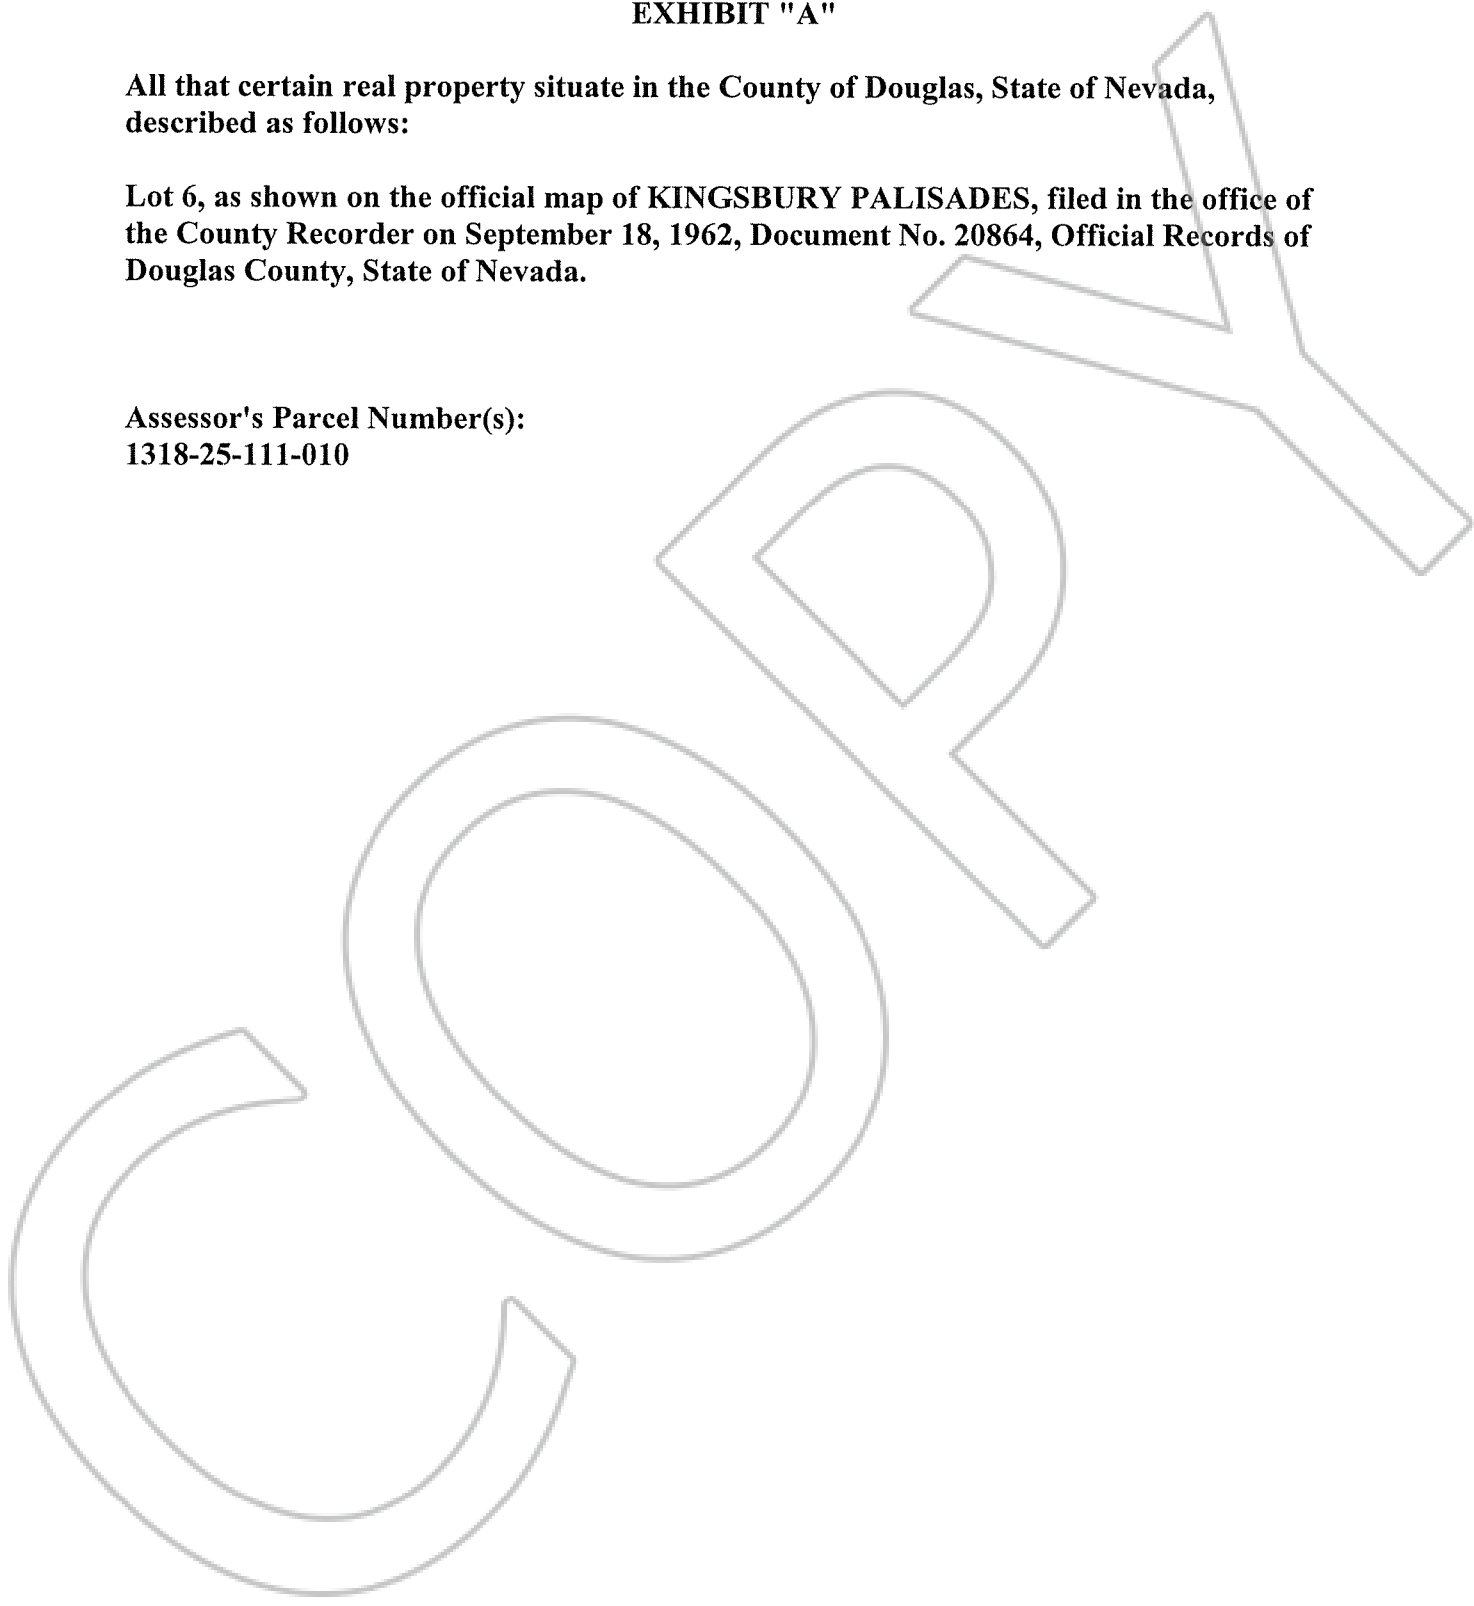 EXHIBIT "A"
All that certain real property situate in the County of Douglas, State of Nevada,
described as follows:
Lot 6, as shown on the official map of KINGSBURY PALISADES, filed in the office of
the County Recorder on September 18, 1962, Document No. 20864, Official Records of
Douglas County, State of Nevada.
Assessor's Parcel Number(s):
1318-25-111-010
COPY